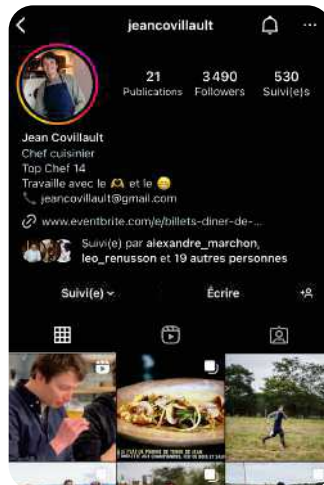 jeancovillault
21 3 490 530
Publications Followers Suivi(e)s
Jean Covillault
Chef cuisinier
Top Chef 14
Travaille avec le 🫶 et le 😊
📞 jeancovillault@gmail.com
www.eventbrite.com/e/billets-diner-de-...
Suivi(e) par alexandre_marchon,
leo_renusson et 19 autres personnes
Suivi(e) Écrire